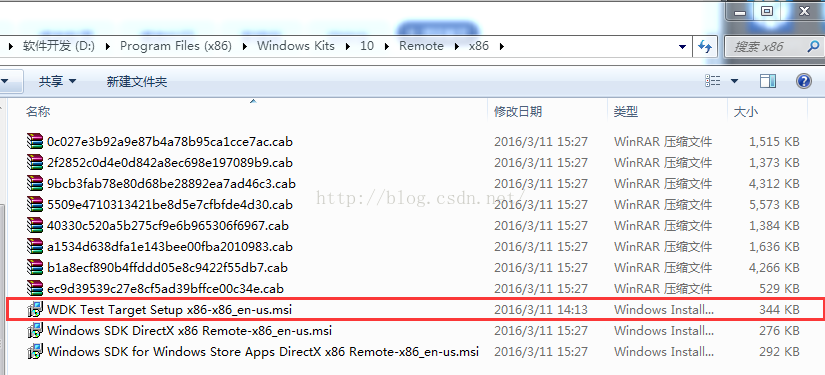 软件开发 (D:) ▸ Program Files (x86) ▸ Windows Kits ▸ 10 ▸ Remote ▸ x86 ▸ 搜索 x86
共享 新建文件夹
名称 修改日期 类型 大小
0c027e3b92a9e87b4a78b95ca1cce7ac.cab 2016/3/11 15:27 WinRAR 压缩文件 1,515 KB
2f2852c0d4e0d842a8ec698e197089b9.cab 2016/3/11 15:27 WinRAR 压缩文件 1,373 KB
9bcb3fab78e80d68be28892ea7ad46c3.cab 2016/3/11 15:27 WinRAR 压缩文件 4,312 KB
5509e4710313421be8d5e7cfbfde4d30.cab 2016/3/11 15:27 WinRAR 压缩文件 5,573 KB
40330c520a5b275cf9e6b965306f6967.cab 2016/3/11 15:27 WinRAR 压缩文件 1,384 KB
a1534d638dfa1e143bee00fba2010983.cab 2016/3/11 15:27 WinRAR 压缩文件 1,636 KB
b1a8ecf890b4ffddd05e8c9422f55db7.cab 2016/3/11 15:27 WinRAR 压缩文件 4,266 KB
ec9d39539c27e8cf5ad39bffce00c34e.cab 2016/3/11 15:27 WinRAR 压缩文件 529 KB
WDK Test Target Setup x86-x86_en-us.msi 2016/3/11 14:13 Windows Install... 344 KB
Windows SDK DirectX x86 Remote-x86_en-us.msi 2016/3/11 15:27 Windows Install... 276 KB
Windows SDK for Windows Store Apps DirectX x86 Remote-x86_en-us.msi 2016/3/11 15:27 Windows Install... 292 KB
http://blog.csdn.net/